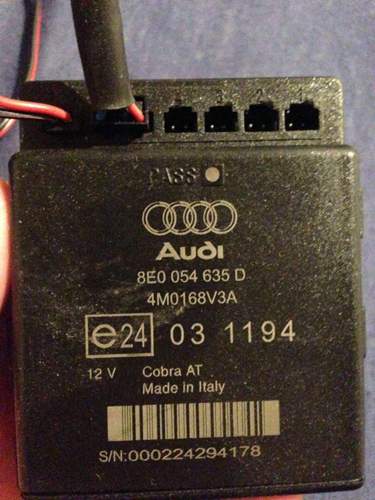 PASS
Audi
8E0 054 635 D
4M0168V3A
e24 03 1194
12 V Cobra AT
Made in Italy
S/N:000224294178